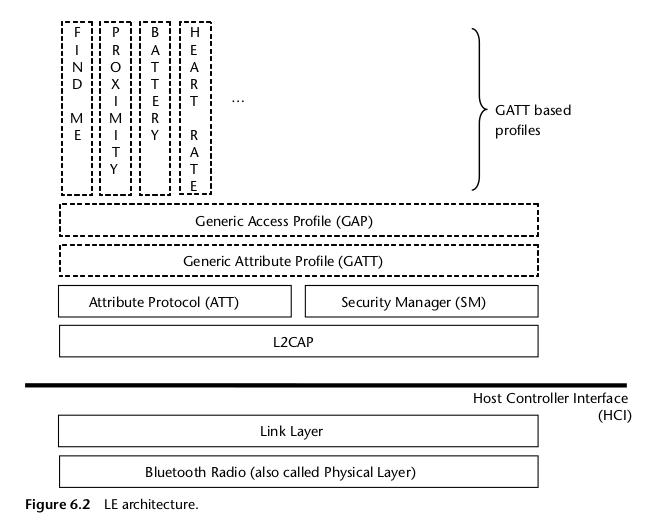 FIND ME
PROXIMITY
BATTERY
HEART RATE
...
GATT based
profiles
Generic Access Profile (GAP)
Generic Attribute Profile (GATT)
Attribute Protocol (ATT)
Security Manager (SM)
L2CAP
Host Controller Interface
(HCI)
Link Layer
Bluetooth Radio (also called Physical Layer)
Figure 6.2 LE architecture.